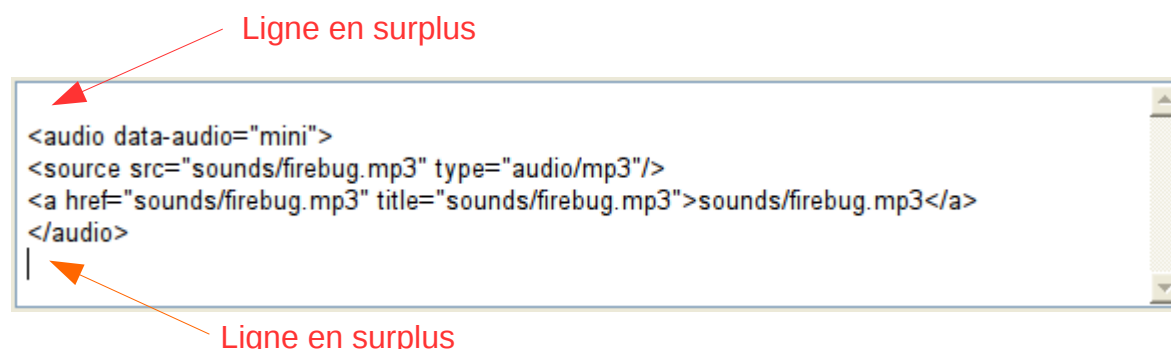 Ligne en surplus
<audio data-audio="mini">
<source src="sounds/firebug.mp3" type="audio/mp3"/>
<a href="sounds/firebug.mp3" title="sounds/firebug.mp3">sounds/firebug.mp3</a>
</audio>
Ligne en surplus